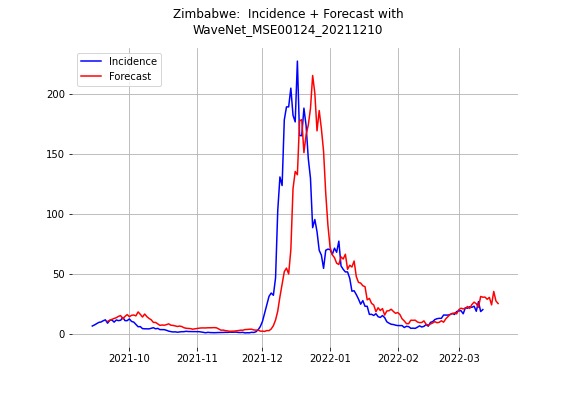 Zimbabwe:  Incidence + Forecast with
WaveNet_MSE00124_20211210
Incidence
Forecast
200
150
100
50
0
2021-10
2021-11
2021-12
2022-01
2022-02
2022-03